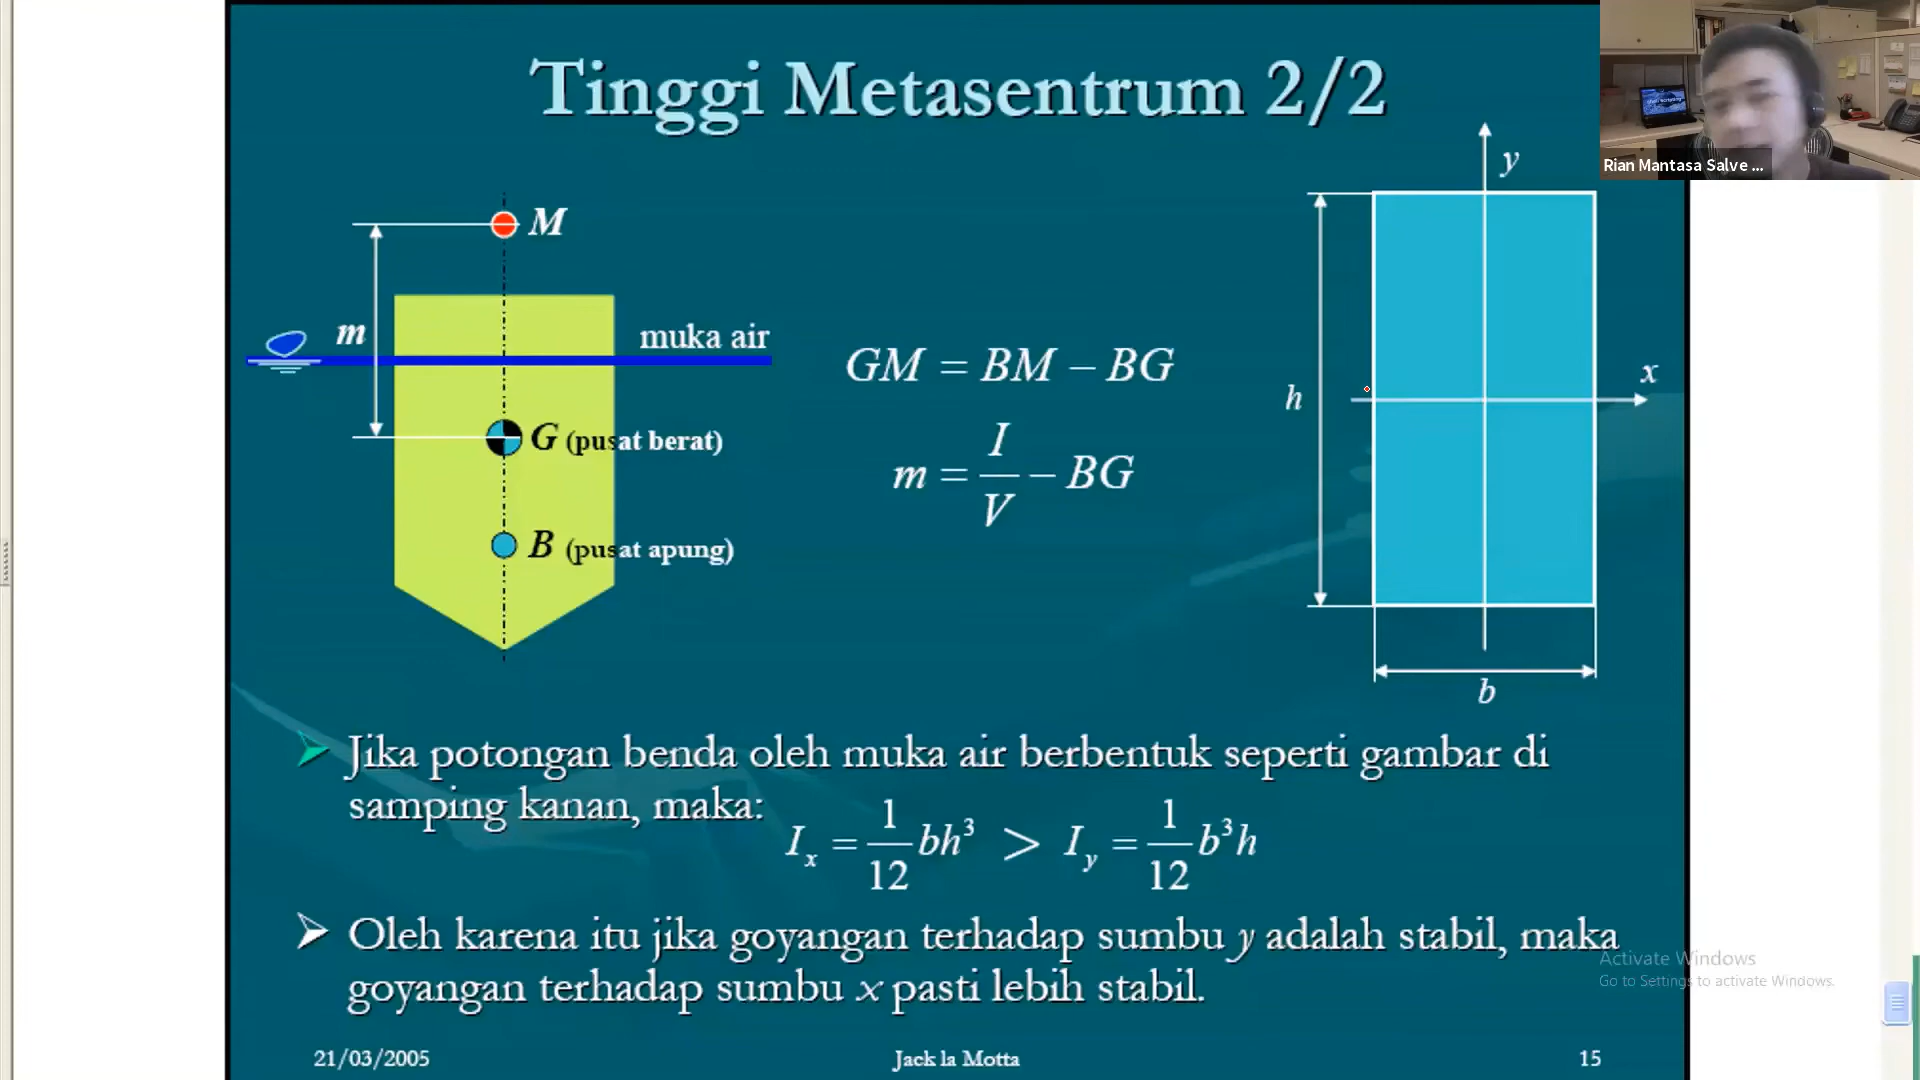 Tinggi Metasentrum 2/2
Rian Mantasa Salve ...
y
M
m
muka air
GM = BM − BG
x
h
G (pusat berat)
m = I/V − BG
B (pusat apung)
b
Jika potongan benda oleh muka air berbentuk seperti gambar di
samping kanan, maka:
Iₓ = 1/12 bh³ > I_y = 1/12 b³h
Oleh karena itu jika goyangan terhadap sumbu y adalah stabil, maka
goyangan terhadap sumbu x pasti lebih stabil.
Activate Windows
Go to Settings to activate Windows.
21/03/2005
Jack la Motta
15